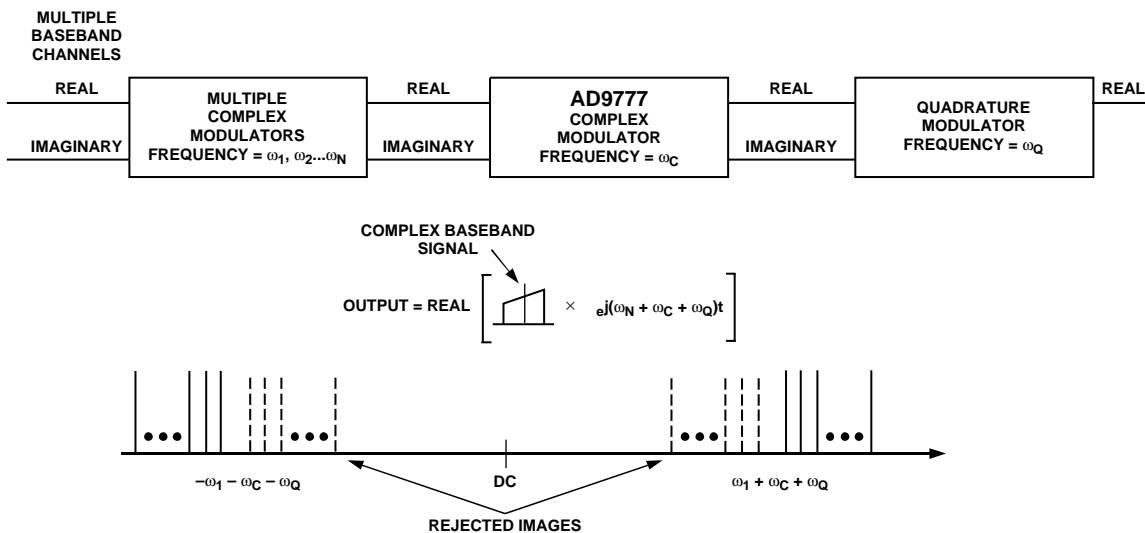 MULTIPLE
BASEBAND
CHANNELS
REAL
IMAGINARY
MULTIPLE
COMPLEX
MODULATORS
FREQUENCY = ω1, ω2...ωN
REAL
IMAGINARY
AD9777
COMPLEX
MODULATOR
FREQUENCY = ωC
REAL
IMAGINARY
QUADRATURE
MODULATOR
FREQUENCY = ωQ
REAL
COMPLEX BASEBAND
SIGNAL
OUTPUT = REAL × ej(ωN + ωC + ωQ)t
–ω1 – ωC – ωQ
DC
ω1 + ωC + ωQ
REJECTED IMAGES